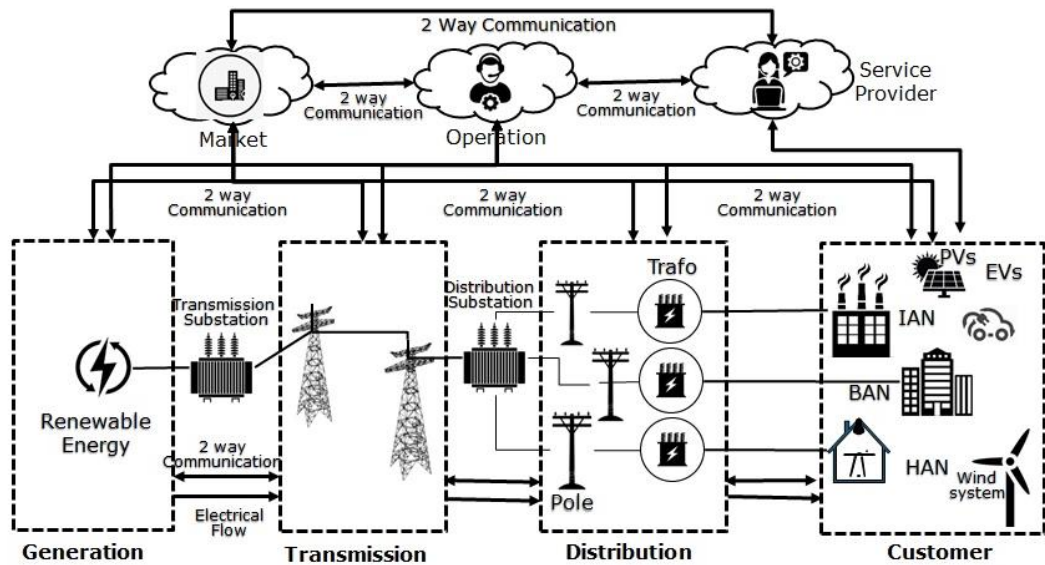 2 Way Communication
Service
Provider
2 way
Communication
2 way
Communication
Market
Operation
2 way
Communication
2 way
Communication
2 way
Communication
PVs
EVs
Trafo
Transmission
Substation
Distribution
Substation
IAN
BAN
Renewable
Energy
2 way
Communication
HAN
Wind
system
Pole
Electrical
Flow
Generation
Transmission
Distribution
Customer